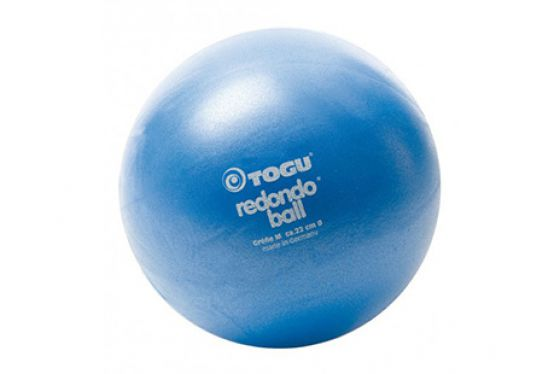 TOGU®
redondo®
ball
Größe M ca.22 cm Ø
made in Germany